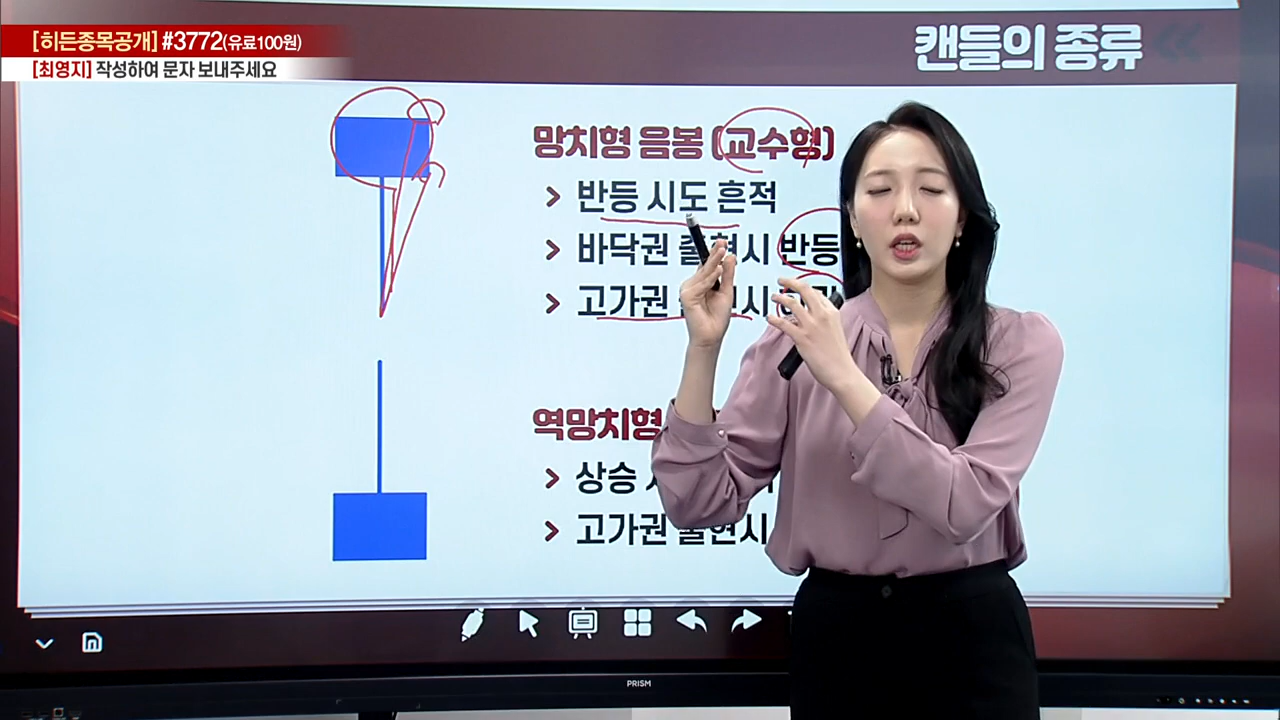 [히든종목공개] #3772(유료100원)
[최영지] 작성하여 문자 보내주세요
캔들의 종류
망치형 음봉 (교수형)
> 반등 시도 흔적
> 바닥권 출현시 반등
> 고가권 출현시
역망치형
> 상승
> 고가권 출현시
PRISM